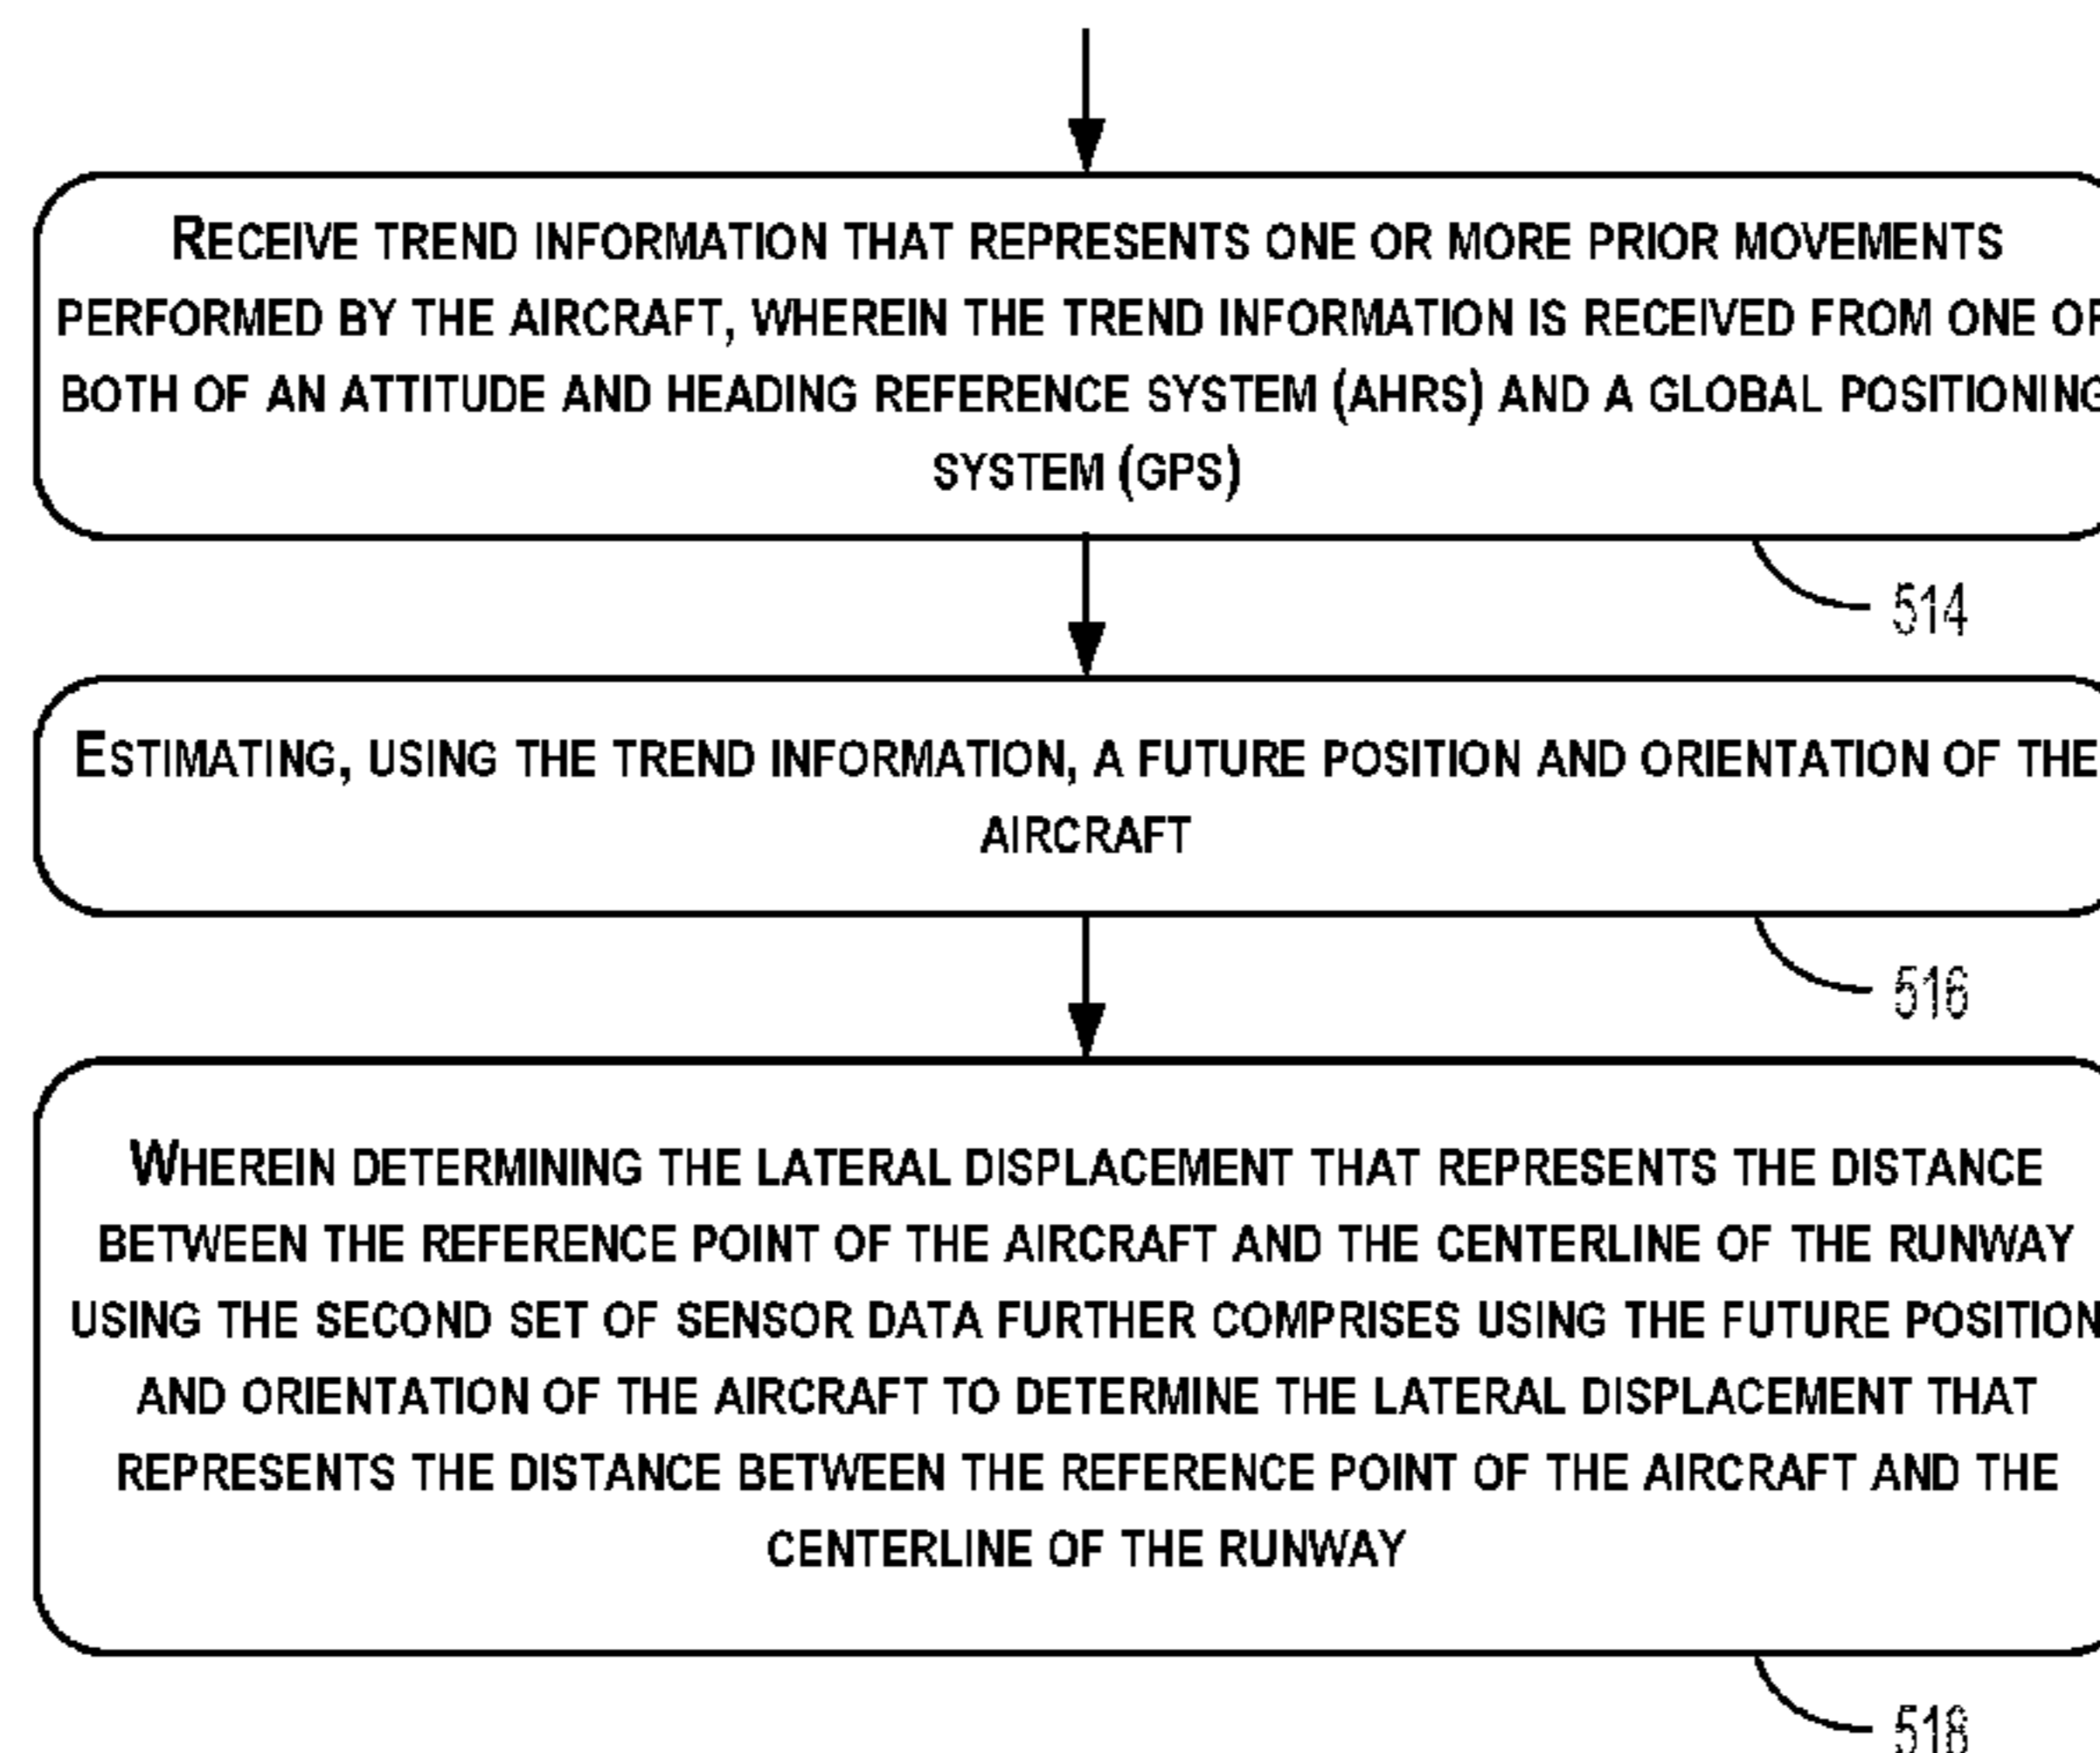 RECEIVE TREND INFORMATION THAT REPRESENTS ONE OR MORE PRIOR MOVEMENTS
PERFORMED BY THE AIRCRAFT, WHEREIN THE TREND INFORMATION IS RECEIVED FROM ONE OR
BOTH OF AN ATTITUDE AND HEADING REFERENCE SYSTEM (AHRS) AND A GLOBAL POSITIONING
SYSTEM (GPS)
514
ESTIMATING, USING THE TREND INFORMATION, A FUTURE POSITION AND ORIENTATION OF THE
AIRCRAFT
516
WHEREIN DETERMINING THE LATERAL DISPLACEMENT THAT REPRESENTS THE DISTANCE
BETWEEN THE REFERENCE POINT OF THE AIRCRAFT AND THE CENTERLINE OF THE RUNWAY
USING THE SECOND SET OF SENSOR DATA FURTHER COMPRISES USING THE FUTURE POSITION
AND ORIENTATION OF THE AIRCRAFT TO DETERMINE THE LATERAL DISPLACEMENT THAT
REPRESENTS THE DISTANCE BETWEEN THE REFERENCE POINT OF THE AIRCRAFT AND THE
CENTERLINE OF THE RUNWAY
518